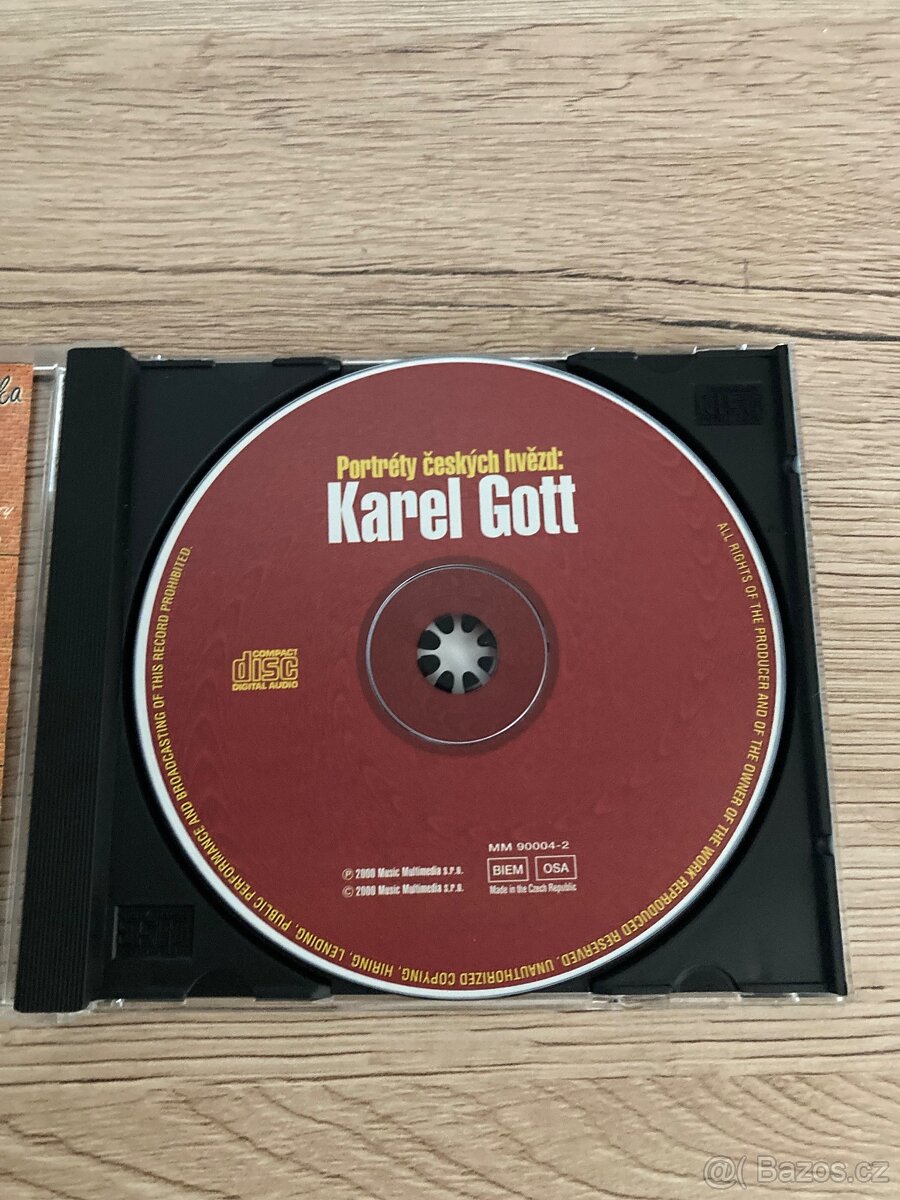 Portréty českých hvězd:
Karel Gott
COMPACT
disc
DIGITAL AUDIO
MM 90004-2
BIEM OSA
Made in the Czech Republic
Ⓟ 2000 Music Multimedia s.r.o.
© 2000 Music Multimedia s.r.o.
ALL RIGHTS OF THE PRODUCER AND OF THE OWNER OF THE WORK REPRODUCED RESERVED. UNAUTHORIZED COPYING, HIRING, LENDING, PUBLIC PERFORMANCE AND BROADCASTING OF THIS RECORD PROHIBITED.
@( Bazos.cz